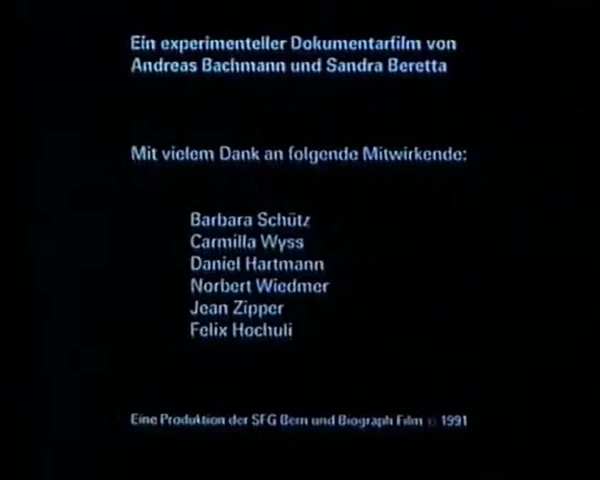 Ein experimenteller Dokumentarfilm von
Andreas Bachmann und Sandra Beretta
Mit vielem Dank an folgende Mitwirkende:
Barbara Schütz
Carmilla Wyss
Daniel Hartmann
Norbert Wiedmer
Jean Zipper
Felix Hochuli
Eine Produktion der SFG Bern und Biograph Film © 1991